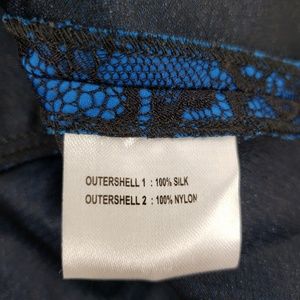 OUTERSHELL 1 : 100% SILK
OUTERSHELL 2 : 100% NYLON